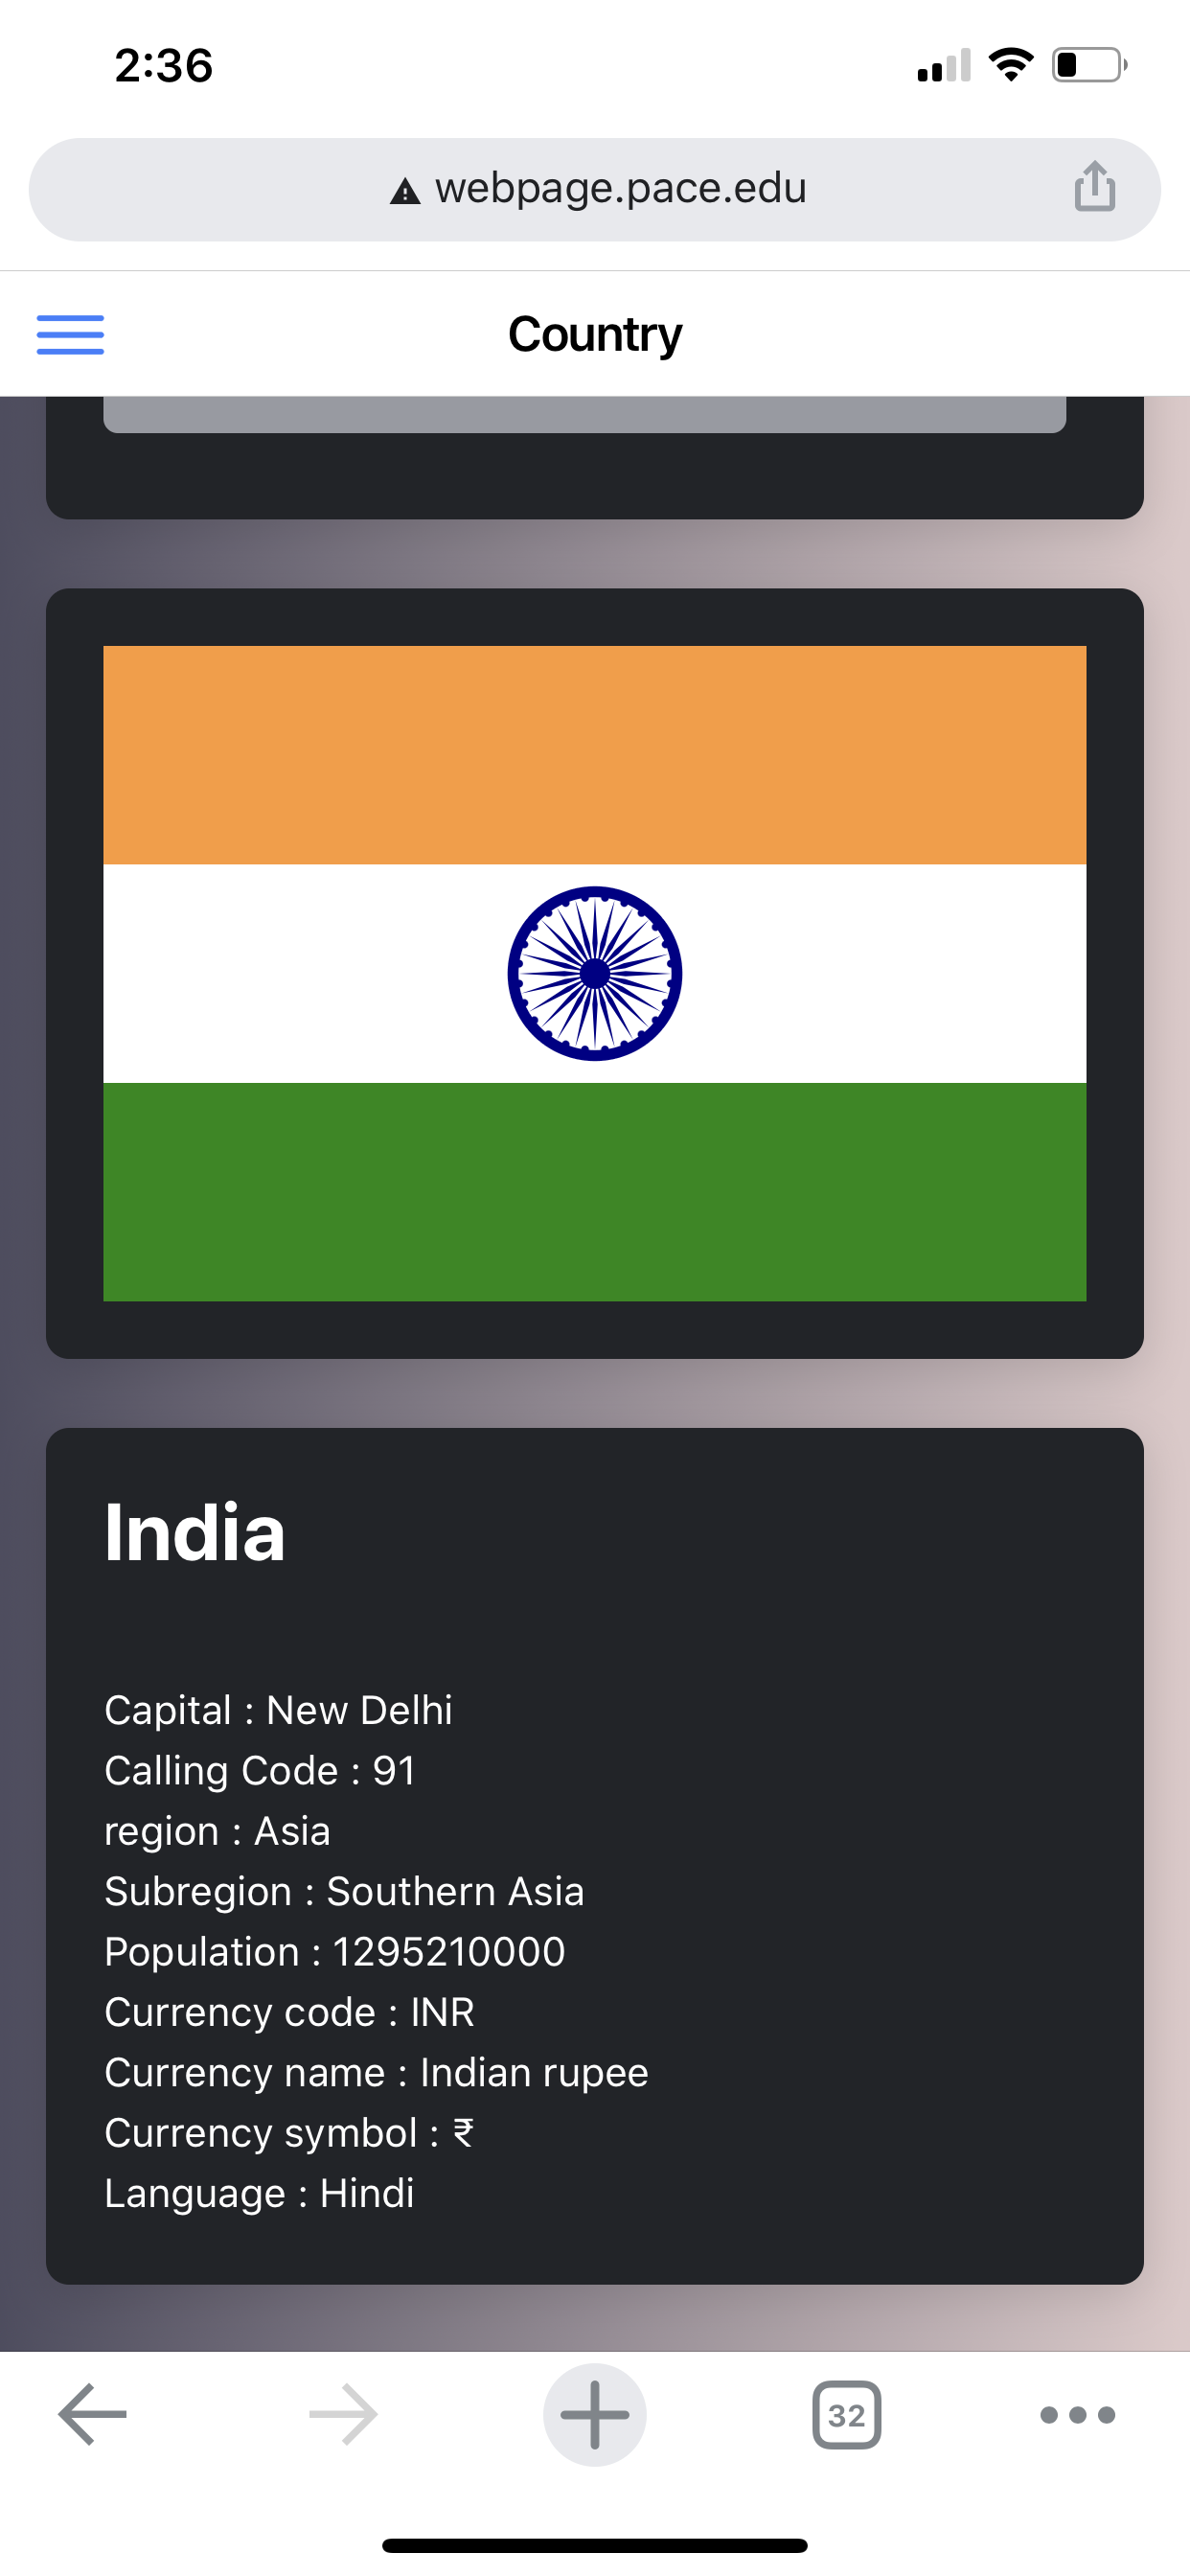 2:36
webpage.pace.edu
Country
India
Capital : New Delhi
Calling Code : 91
region : Asia
Subregion : Southern Asia
Population : 1295210000
Currency code : INR
Currency name : Indian rupee
Currency symbol : ₹
Language : Hindi
32